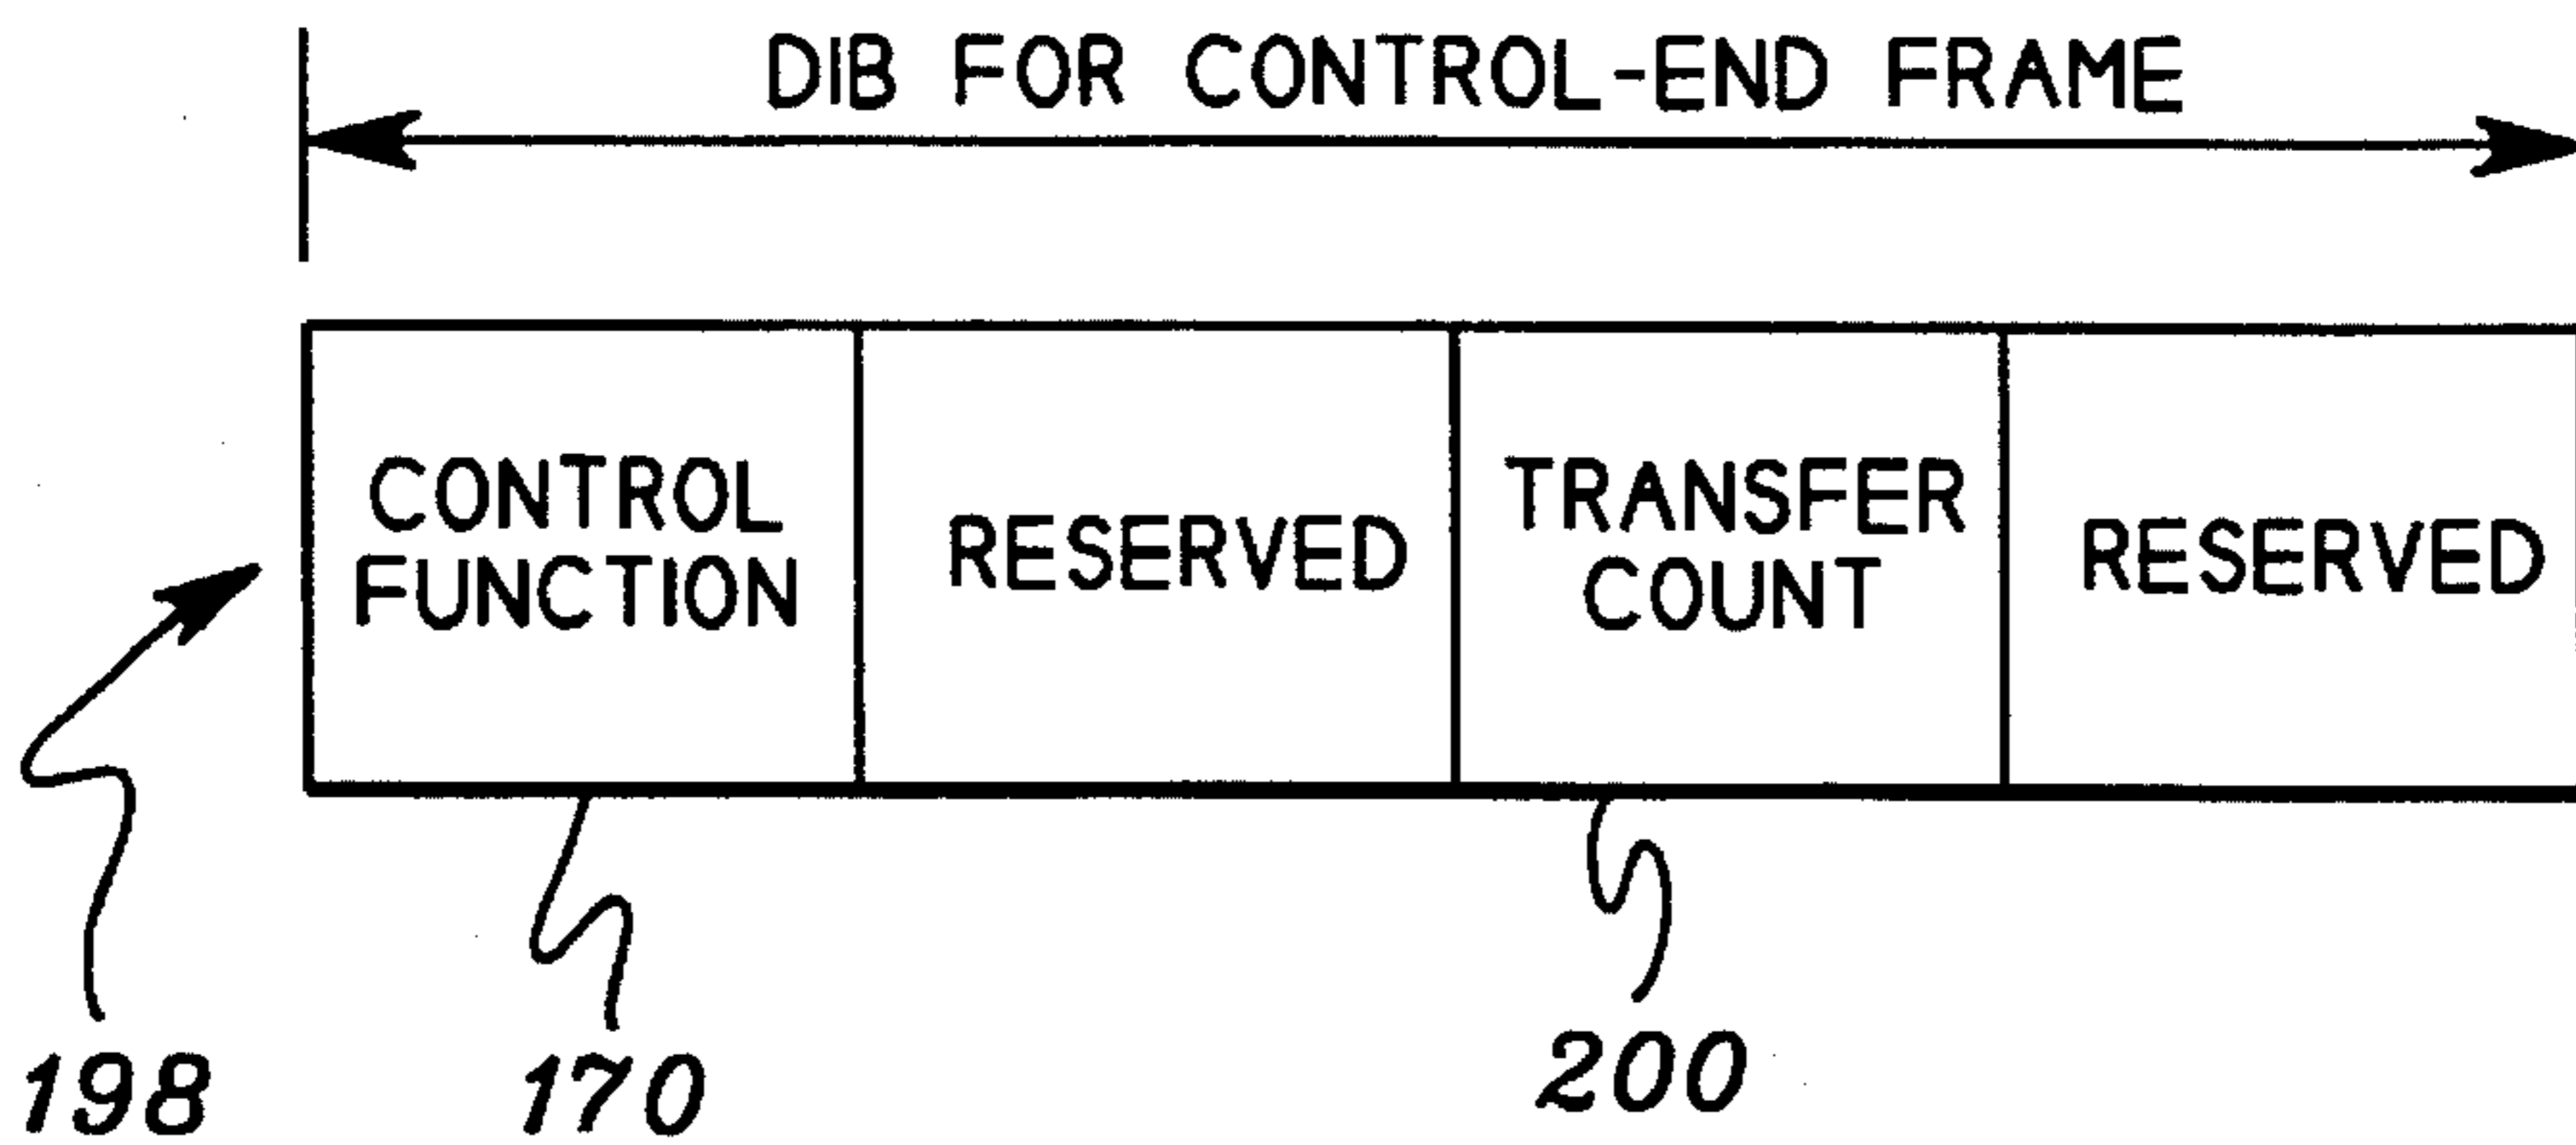 DIB FOR CONTROL-END FRAME
CONTROL
FUNCTION
RESERVED
TRANSFER
COUNT
RESERVED
198
170
200